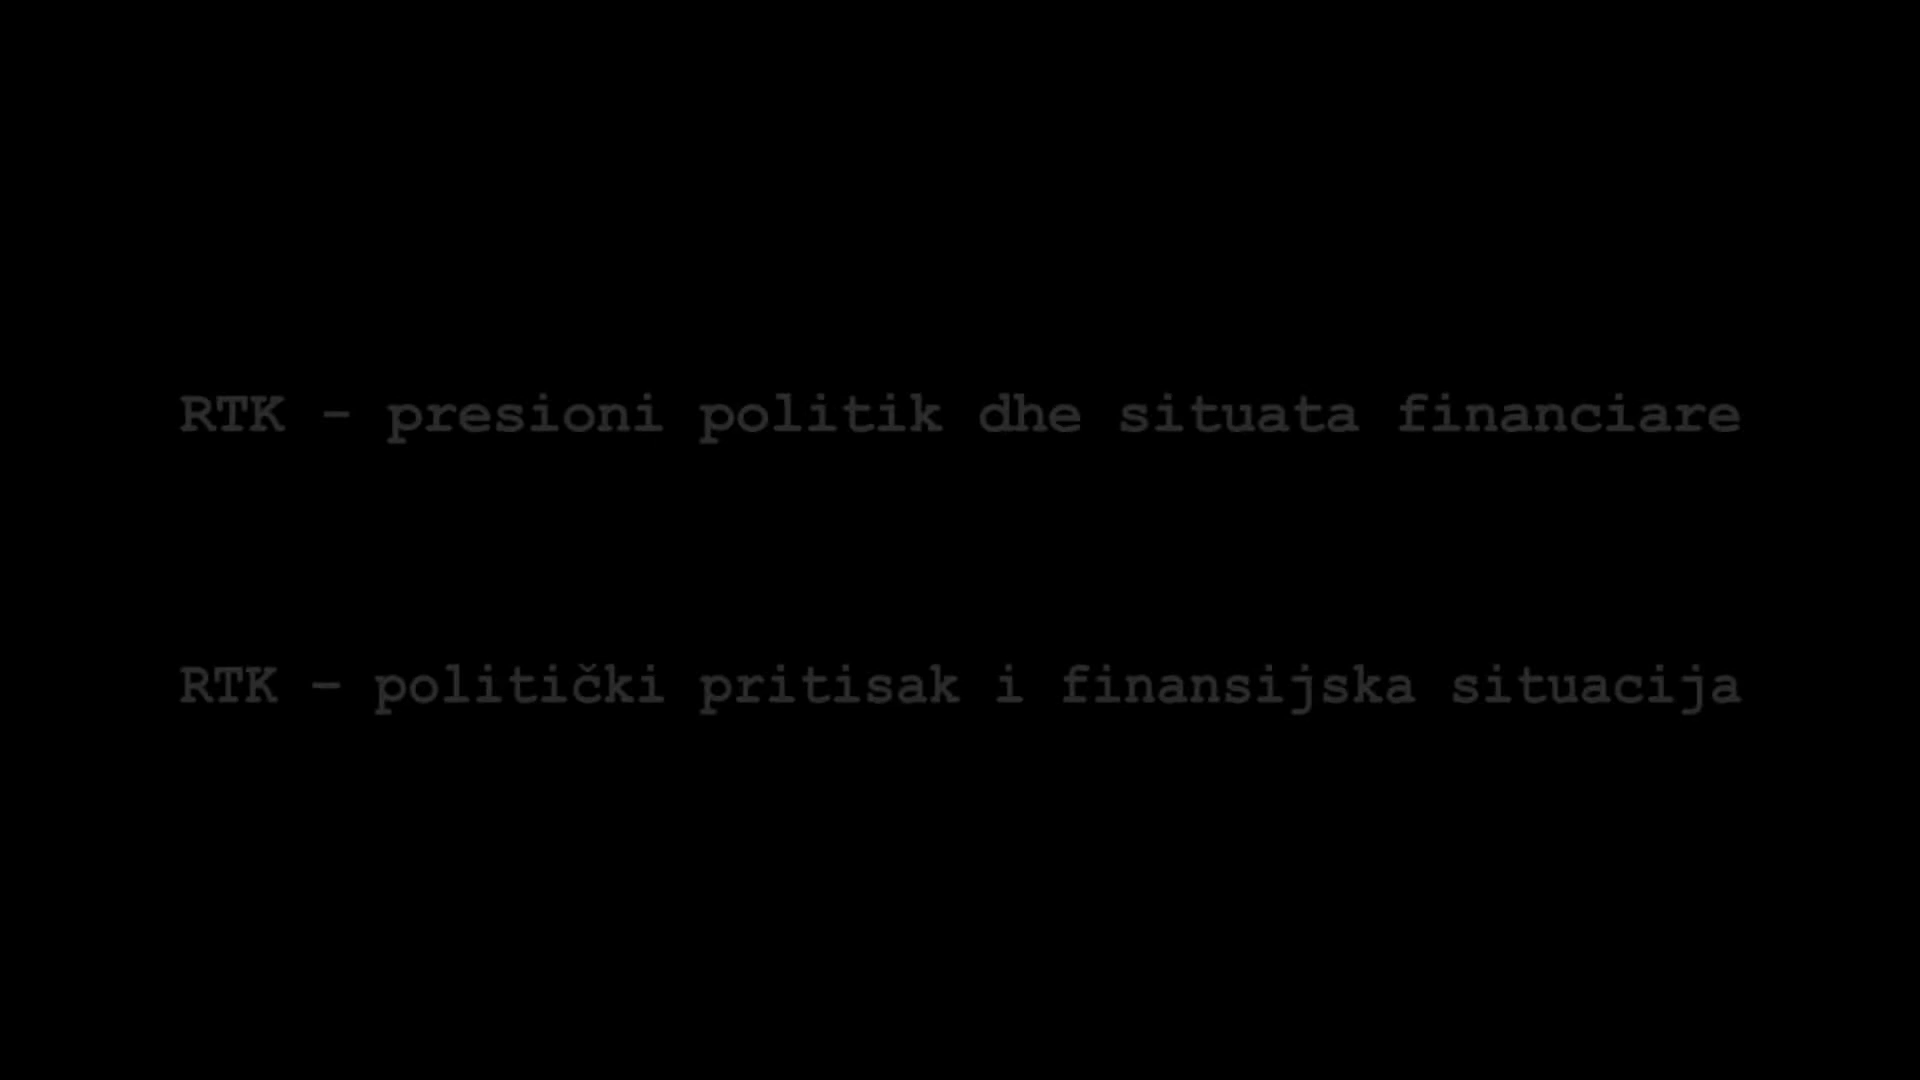 RTK - presioni politik dhe situata financiare
RTK – politički pritisak i finansijska situacija